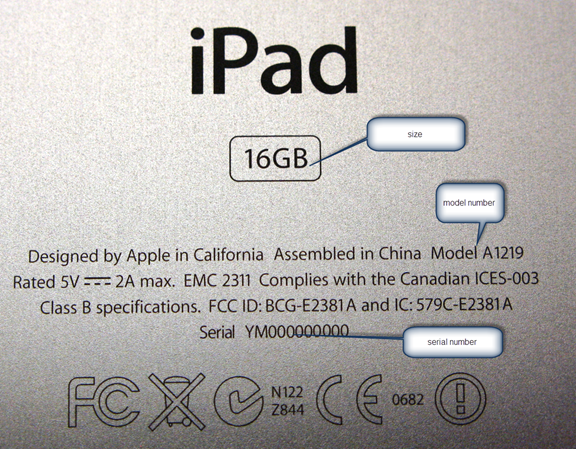 iPad
16GB
size
model number
Designed by Apple in California Assembled in China Model A1219
Rated 5V 2A max. EMC 2311 Complies with the Canadian ICES-003
Class B specifications. FCC ID: BCG-E2381A and IC: 579C-E2381A
Serial YM000000000
serial number
FC
N122
Z844
CE
0682